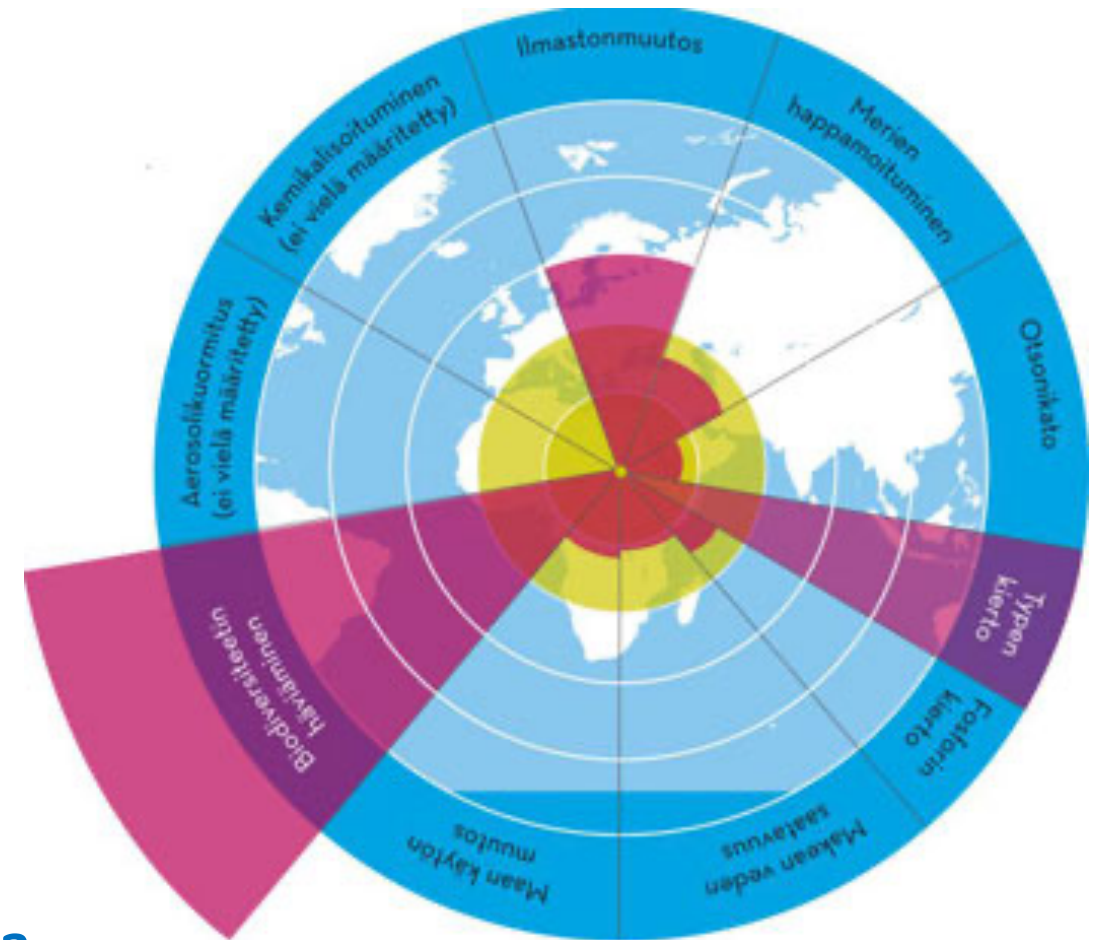 Ilmastonmuutos
Merien
happamoituminen
Otsonikato
Typen
kierto
Fosforin
kierto
Makean veden
saatavuus
Maan käytön
muutos
Biodiversiteetin
häviäminen
Aerosolikuormitus
(ei vielä määritetty)
Kemikalisoituminen
(ei vielä määritetty)